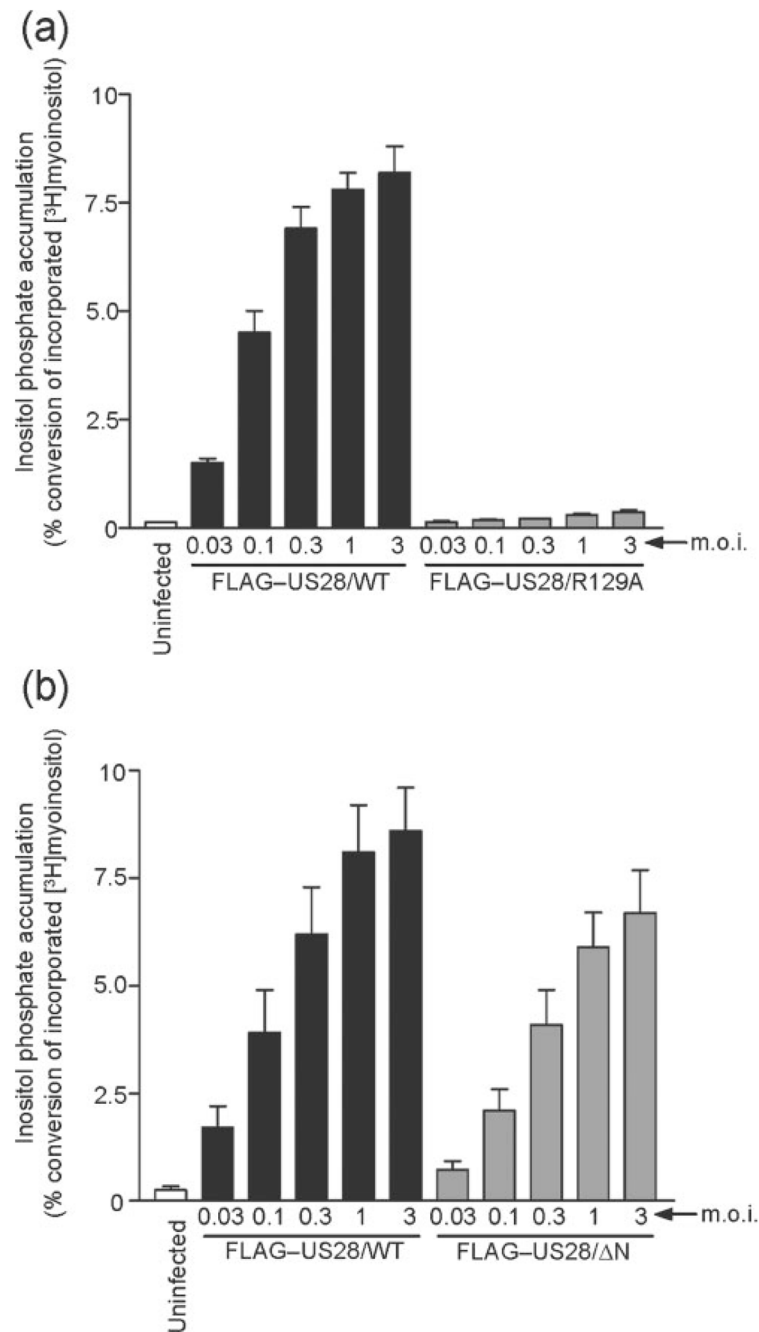 (a)
Inositol phosphate accumulation
(% conversion of incorporated [³H]myoinositol)
10
7.5
5.0
2.5
0
Uninfected
0.03 0.1 0.3 1 3 0.03 0.1 0.3 1 3 m.o.i.
FLAG–US28/WT FLAG–US28/R129A
(b)
Inositol phosphate accumulation
(% conversion of incorporated [³H]myoinositol)
10
7.5
5.0
2.5
0
Uninfected
0.03 0.1 0.3 1 3 0.03 0.1 0.3 1 3 m.o.i.
FLAG–US28/WT FLAG–US28/ΔN